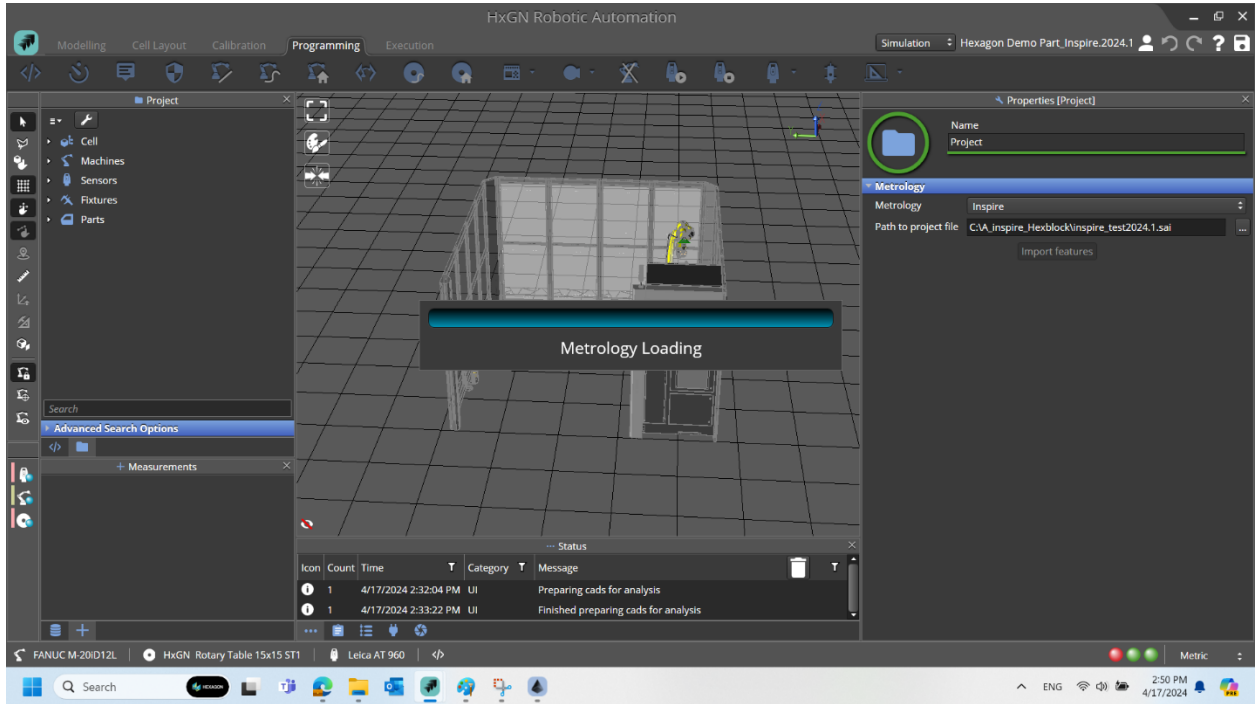 HxGN Robotic Automation
Modelling Cell Layout Calibration Programming Execution
Simulation Hexagon Demo Part_Inspire.2024.1
Project
Cell
Machines
Sensors
Fixtures
Parts
Search
Advanced Search Options
Measurements
Metrology Loading
Status
Icon Count Time Category Message
1 4/17/2024 2:32:04 PM UI Preparing cads for analysis
1 4/17/2024 2:33:22 PM UI Finished preparing cads for analysis
Properties [Project]
Name
Project
Metrology
Metrology Inspire
Path to project file C:\A_inspire_Hexblock\inspire_test2024.1.sai ...
Import features
FANUC M-20iD12L HxGN Rotary Table 15x15 ST1 Leica AT 960 Metric
Search HEXAGON ENG 2:50 PM
4/17/2024
PRE